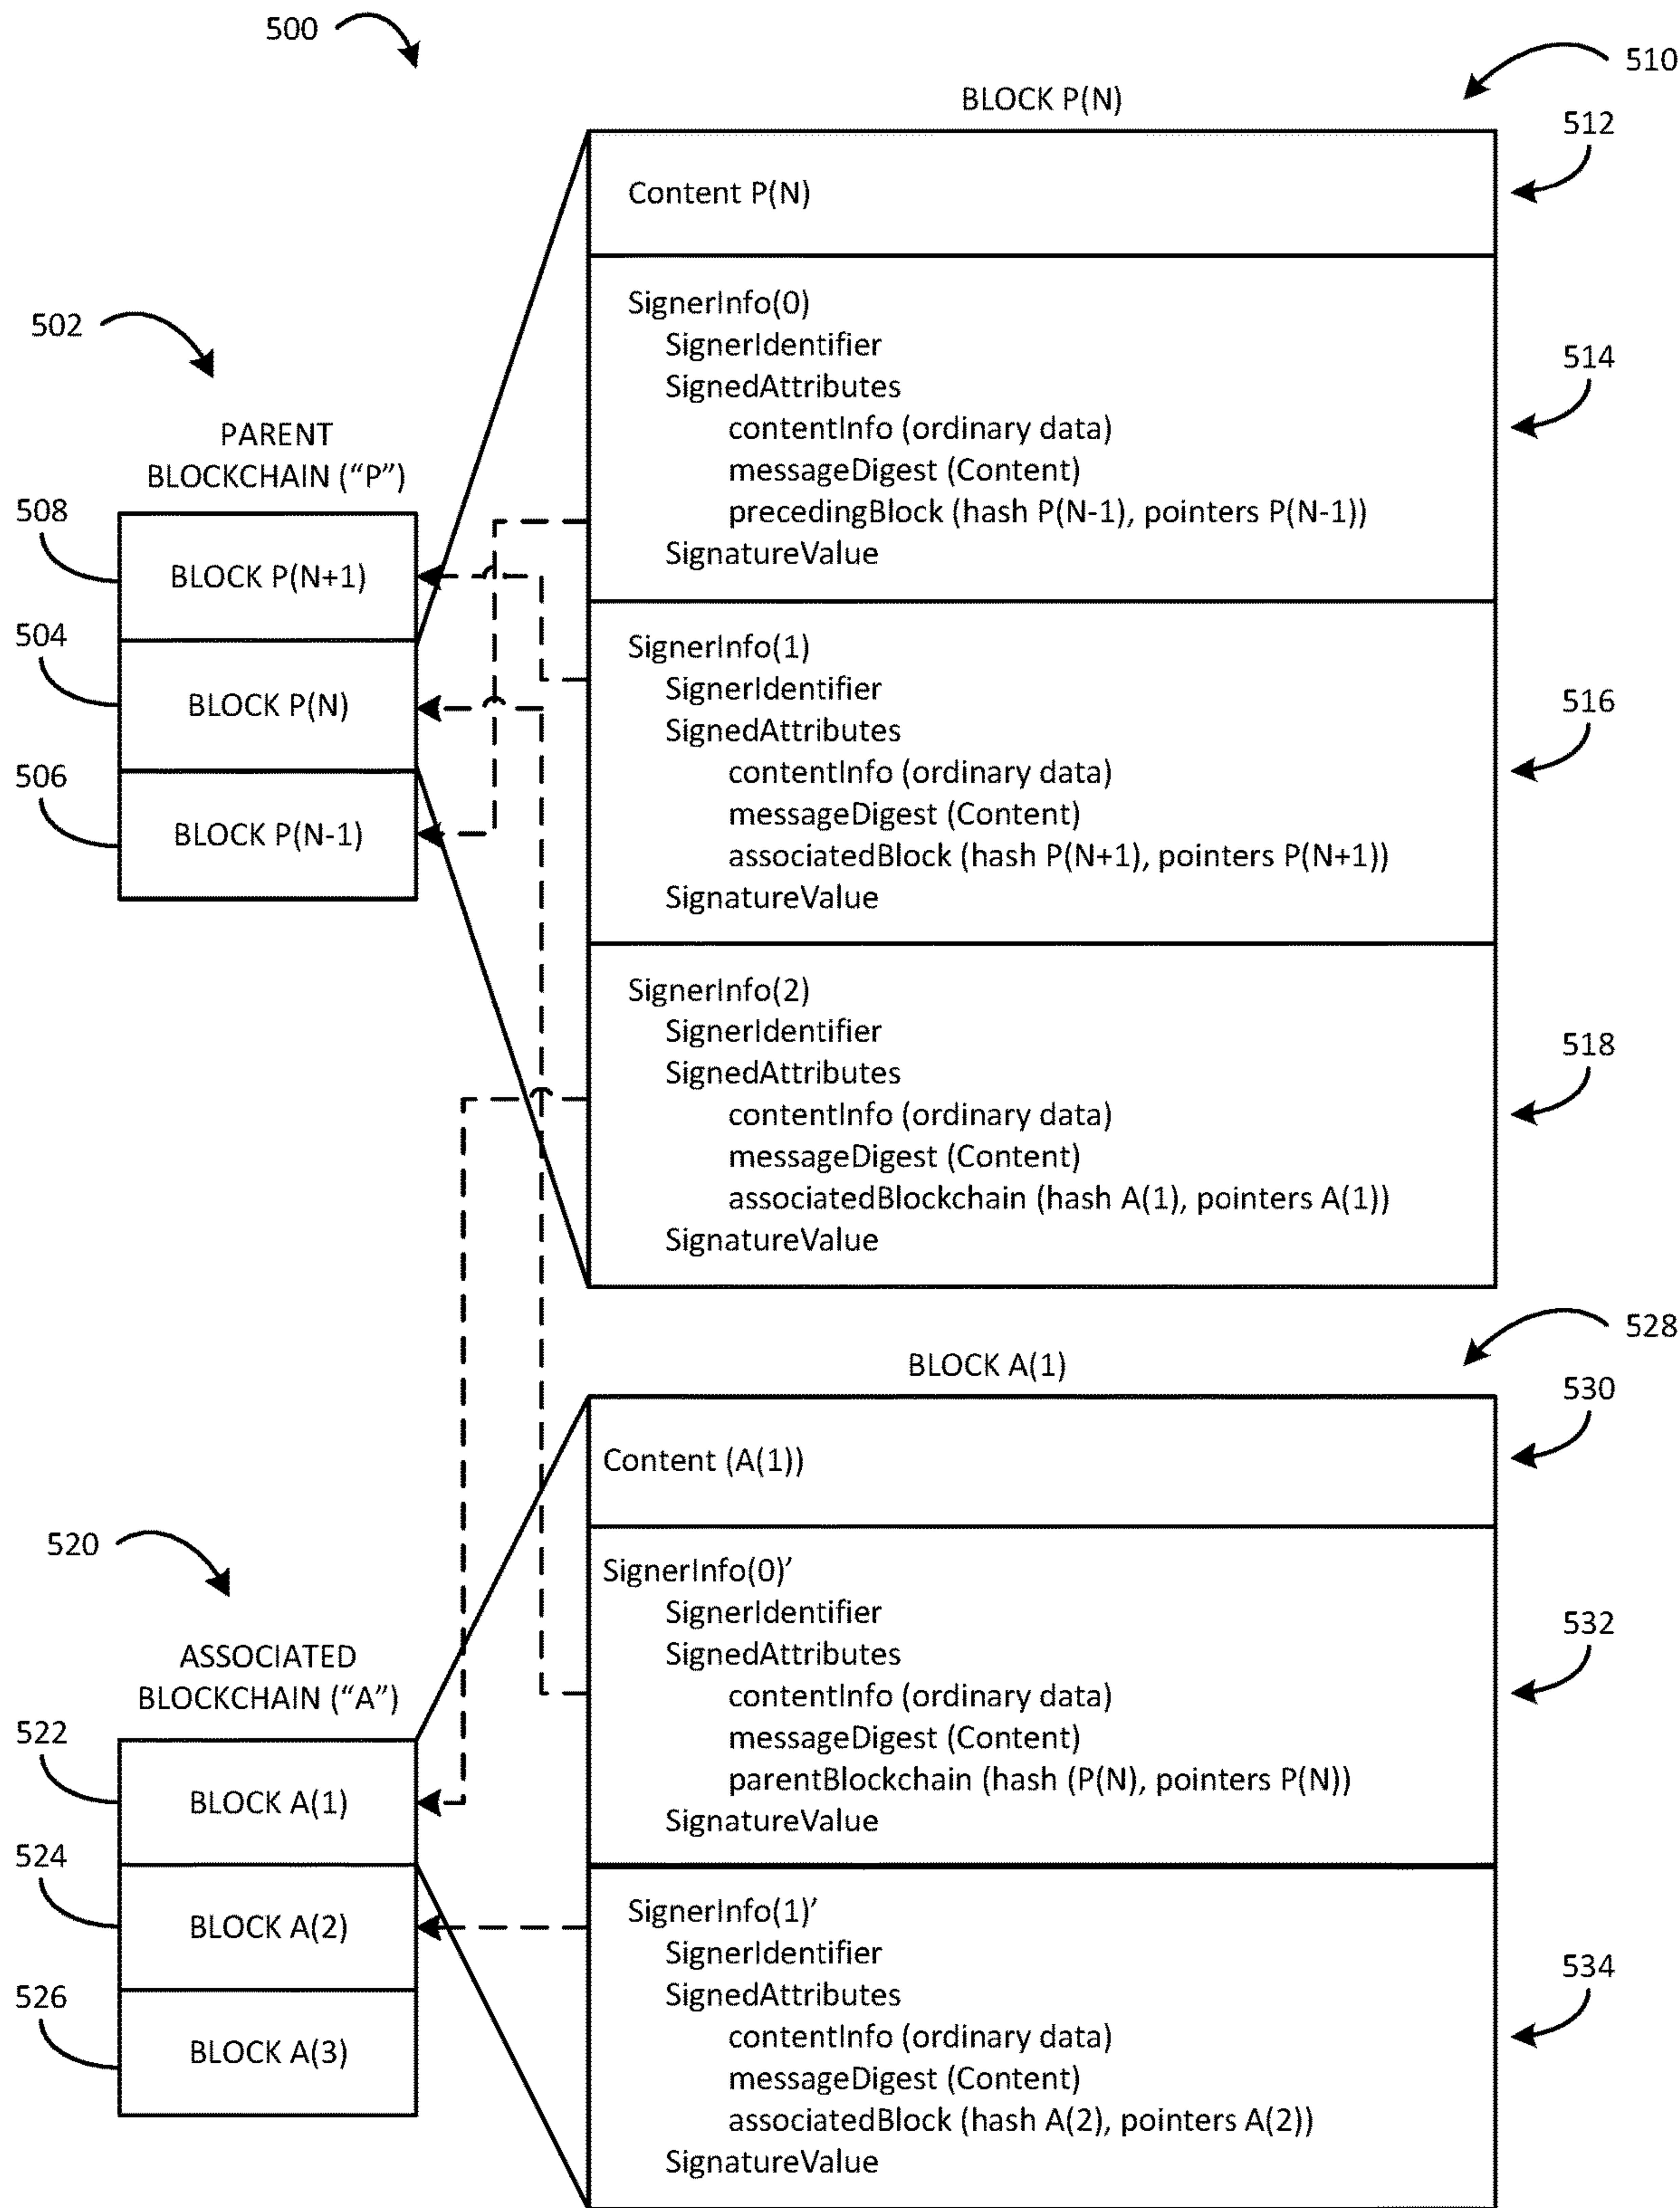 500
510
BLOCK P(N)
512
Content P(N)
SignerInfo(0)
SignerIdentifier
SignedAttributes
contentInfo (ordinary data)
messageDigest (Content)
precedingBlock (hash P(N-1), pointers P(N-1))
SignatureValue
514
502
PARENT
BLOCKCHAIN (“P”)
508
BLOCK P(N+1)
504
BLOCK P(N)
506
BLOCK P(N-1)
SignerInfo(1)
SignerIdentifier
SignedAttributes
contentInfo (ordinary data)
messageDigest (Content)
associatedBlock (hash P(N+1), pointers P(N+1))
SignatureValue
516
SignerInfo(2)
SignerIdentifier
SignedAttributes
contentInfo (ordinary data)
messageDigest (Content)
associatedBlockchain (hash A(1), pointers A(1))
SignatureValue
518
528
BLOCK A(1)
530
Content (A(1))
520
ASSOCIATED
BLOCKCHAIN (“A”)
522
BLOCK A(1)
524
BLOCK A(2)
526
BLOCK A(3)
SignerInfo(0)’
SignerIdentifier
SignedAttributes
contentInfo (ordinary data)
messageDigest (Content)
parentBlockchain (hash (P(N), pointers P(N))
SignatureValue
532
SignerInfo(1)’
SignerIdentifier
SignedAttributes
contentInfo (ordinary data)
messageDigest (Content)
associatedBlock (hash A(2), pointers A(2))
SignatureValue
534